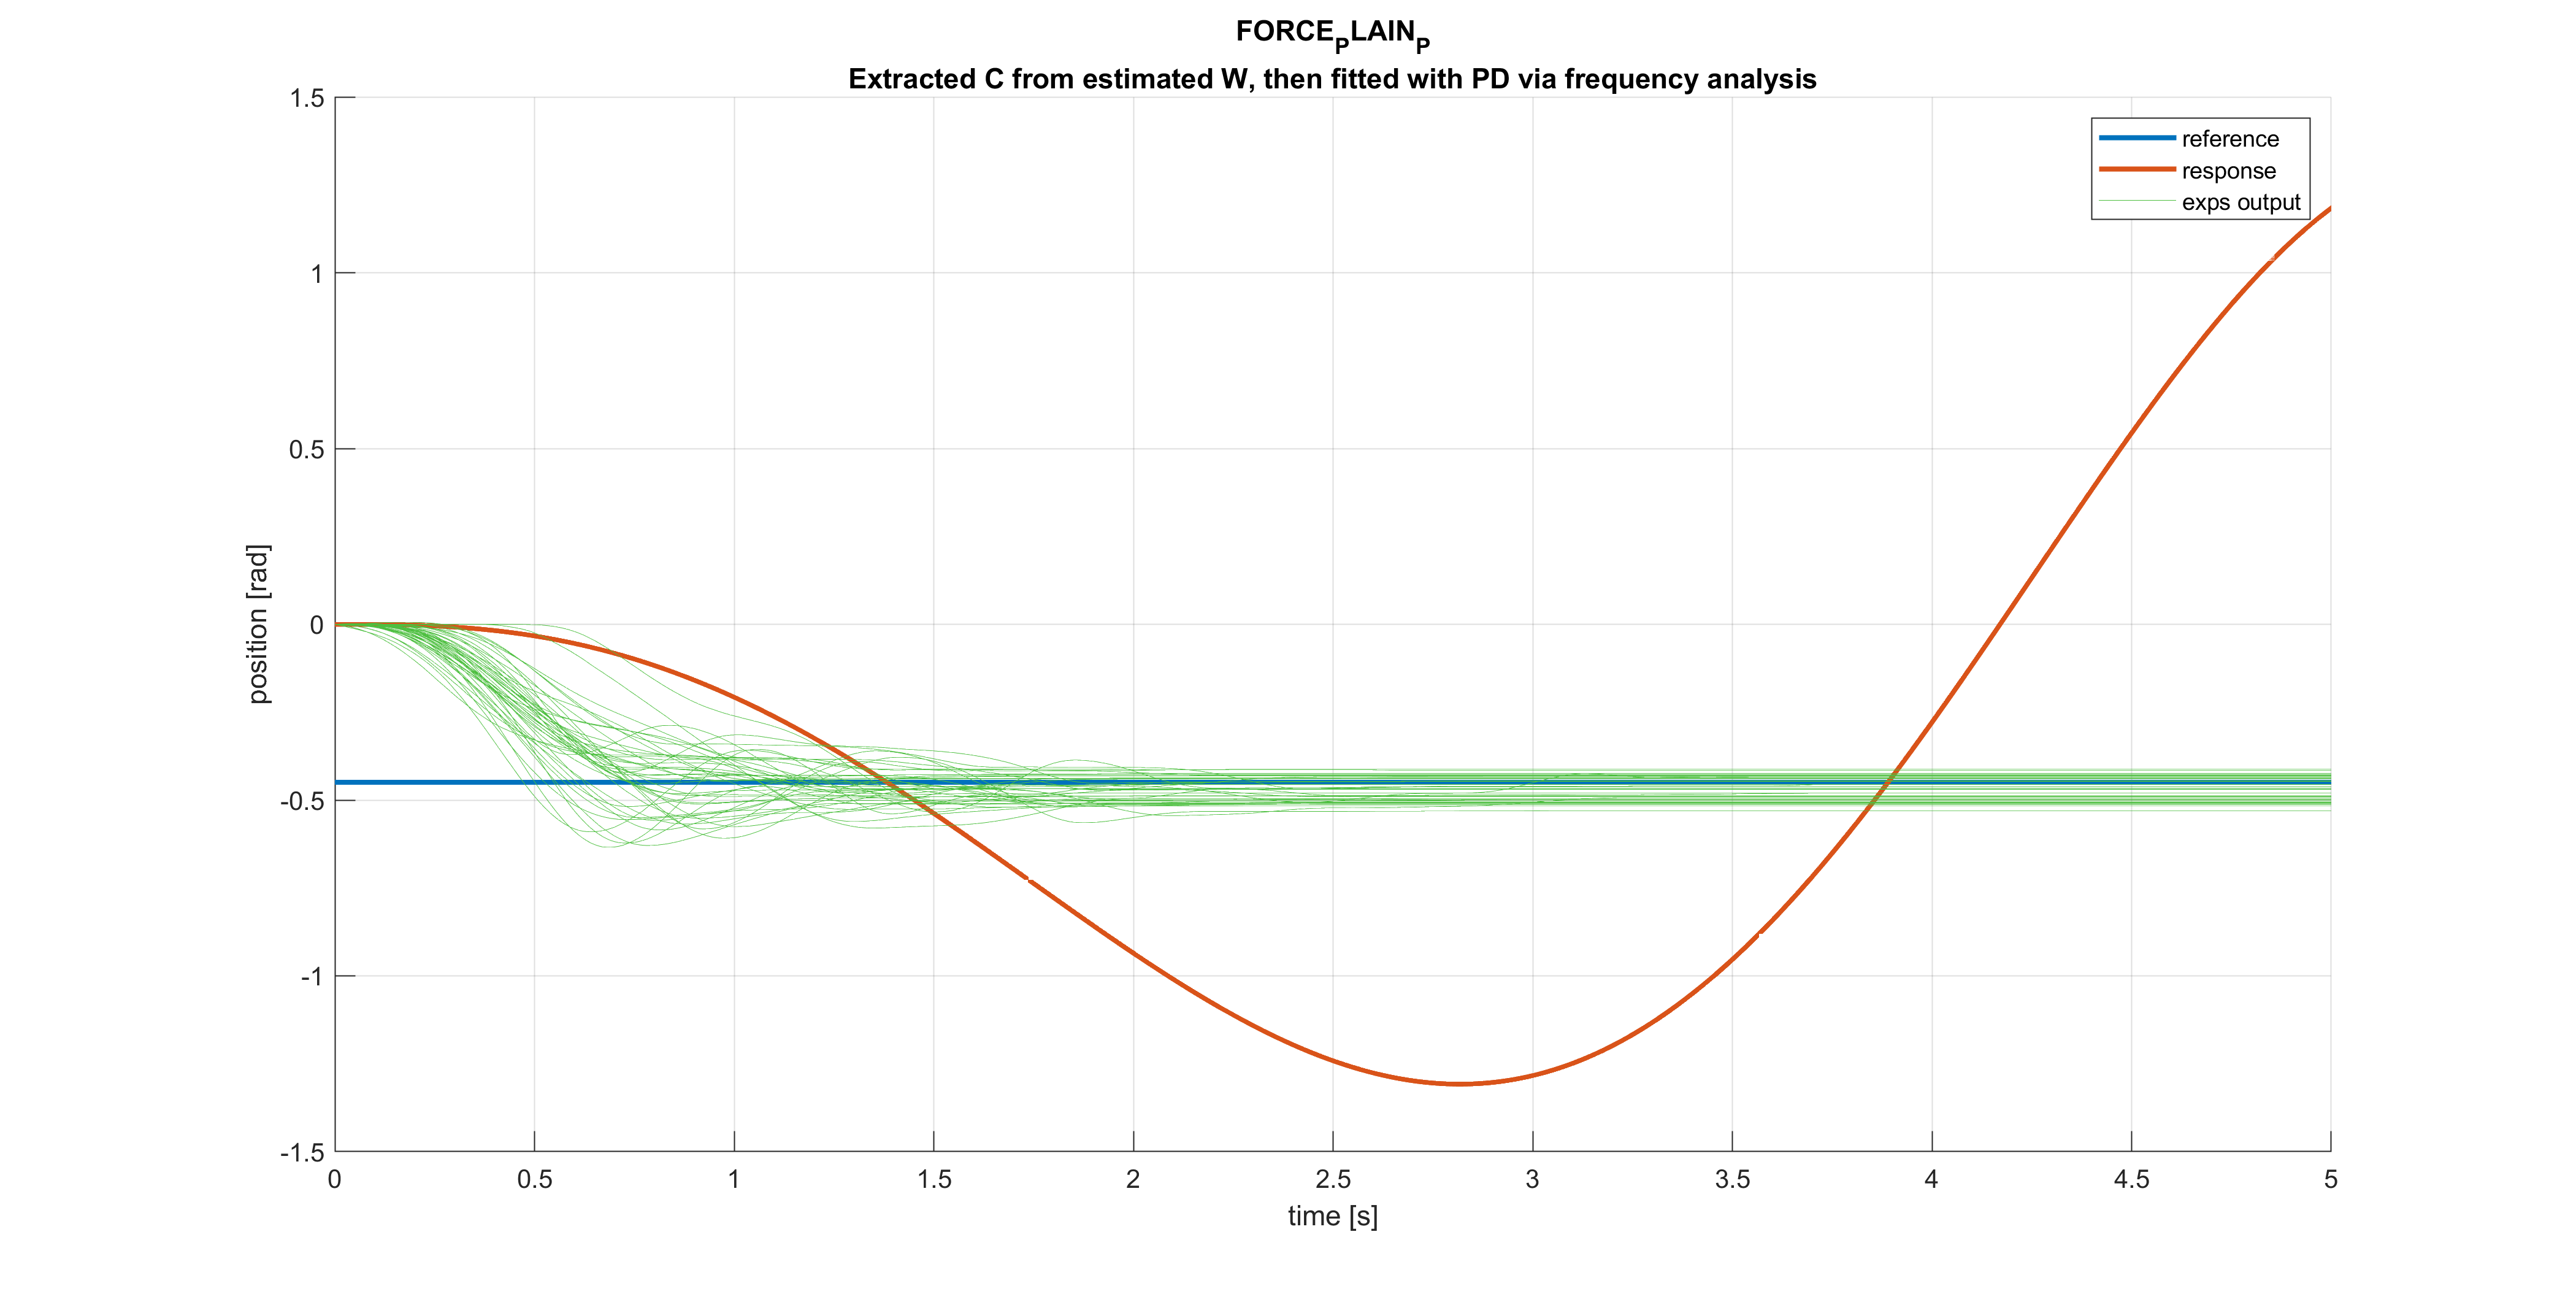 FORCEPLAINP
Extracted C from estimated W, then fitted with PD via frequency analysis
1.5
1
0.5
0
-0.5
-1
-1.5
position [rad]
reference
response
exps output
0 0.5 1 1.5 2 2.5 3 3.5 4 4.5 5
time [s]